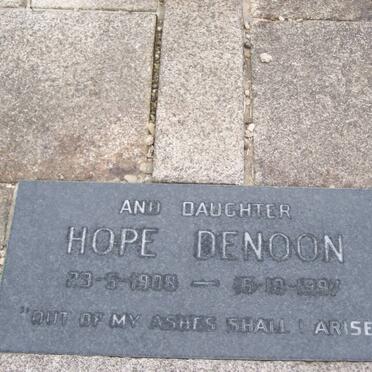 AND DAUGHTER
HOPE DENOON
23-5-1908 —
"OUT OF MY ASHES SHALL I ARISE